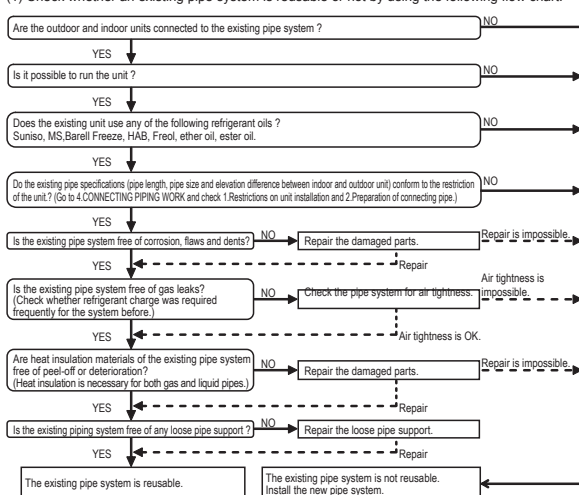 (1) Check whether an existing pipe system is reusable or not by using the following flow chart.
Are the outdoor and indoor units connected to the existing pipe system ?
NO
YES
Is it possible to run the unit ?
NO
YES
Does the existing unit use any of the following refrigerant oils ?
Suniso, MS,Barell Freeze, HAB, Freol, ether oil, ester oil.
NO
YES
Do the existing pipe specifications (pipe length, pipe size and elevation difference between indoor and outdoor unit) conform to the restriction
of the unit.? (Go to 4.CONNECTING PIPING WORK and check 1.Restrictions on unit installation and 2.Preparation of connecting pipe.)
NO
YES
Is the existing pipe system free of corrosion, flaws and dents?
NO
Repair the damaged parts.
Repair is impossible.
Repair
YES
Is the existing pipe system free of gas leaks?
(Check whether refrigerant charge was required
frequently for the system before.)
NO
Check the pipe system for air tightness.
Air tightness is
impossible.
Air tightness is OK.
YES
Are heat insulation materials of the existing pipe system
free of peel-off or deterioration?
(Heat insulation is necessary for both gas and liquid pipes.)
NO
Repair the damaged parts.
Repair is impossible.
Repair
YES
Is the existing piping system free of any loose pipe support ?
NO
Repair the loose pipe support.
Repair
YES
The existing pipe system is reusable.
The existing pipe system is not reusable.
Install the new pipe system.